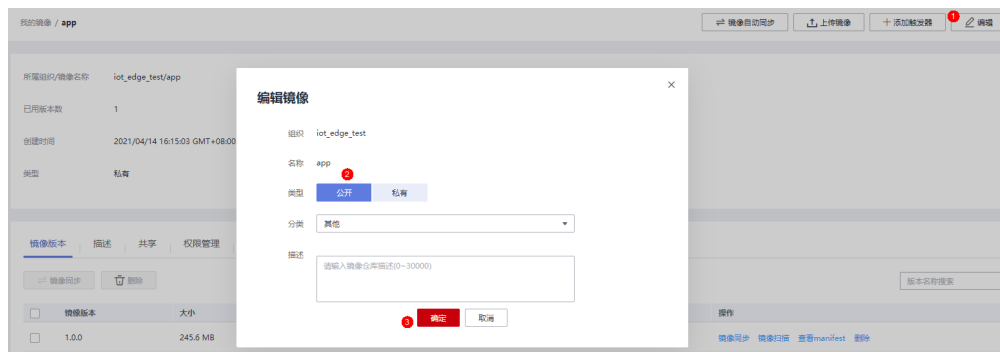 我的镜像 / app
镜像自动同步 上传镜像 添加触发器 1 编辑
所属组织/镜像名称 iot_edge_test/app
已用版本数 1
创建时间 2021/04/14 16:15:03 GMT+08:00
类型 私有
编辑镜像
组织 iot_edge_test
名称 app
2
类型 公开 私有
分类 其他
描述 请输入镜像仓库描述(0~30000)
3 确定 取消
镜像版本 描述 共享 权限管理
镜像同步 删除 版本名称搜索
镜像版本 大小 操作
1.0.0 245.6 MB 镜像同步 镜像扫描 查看manifest 删除